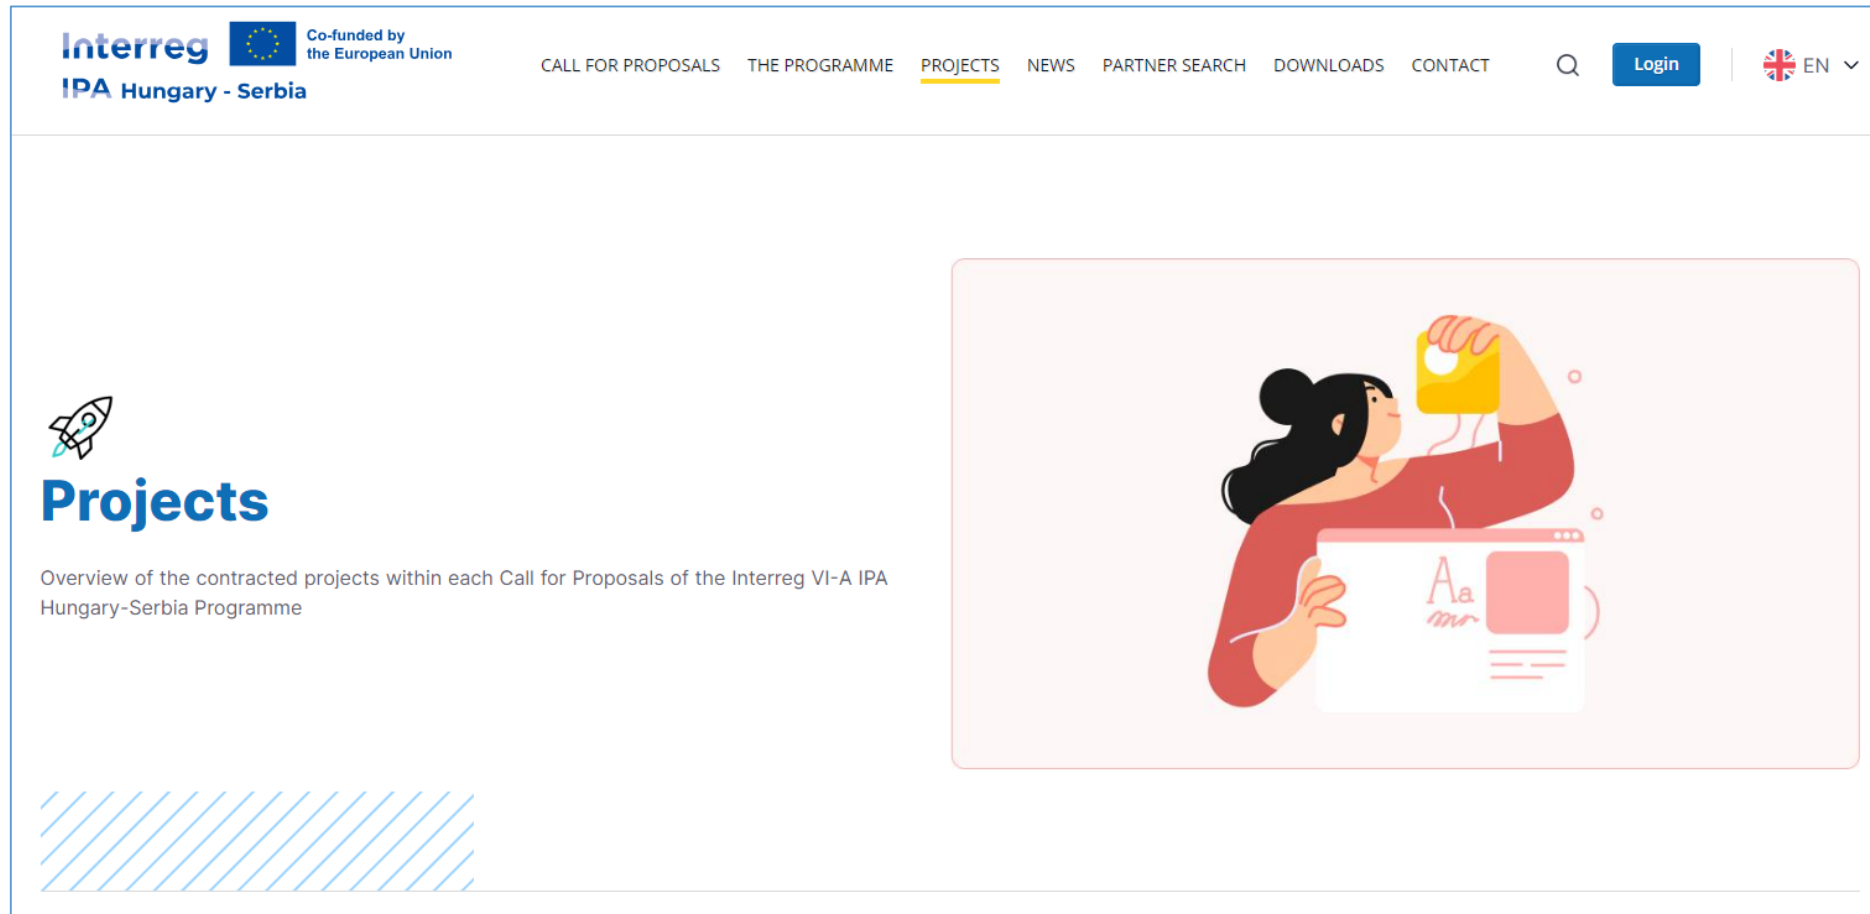 Interreg
Co-funded by
the European Union
IPA Hungary - Serbia
CALL FOR PROPOSALS THE PROGRAMME PROJECTS NEWS PARTNER SEARCH DOWNLOADS CONTACT Login EN
Projects
Overview of the contracted projects within each Call for Proposals of the Interreg VI-A IPA
Hungary-Serbia Programme
Aa